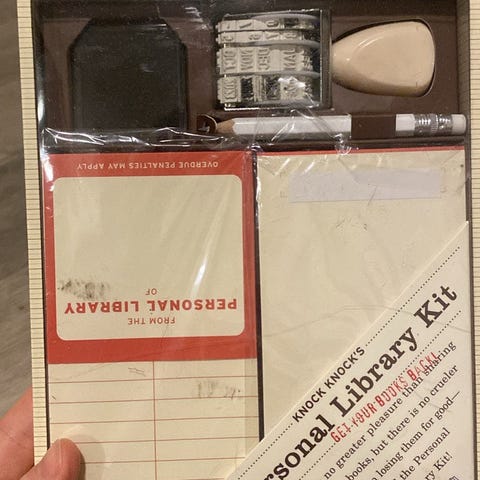 OVERDUE PENALTIES MAY APPLY
PERSONAL LIBRARY
OF
FROM THE
KNOCK KNOCK'S
Personal Library Kit
GET YOUR BOOKS BACK!
no greater pleasure than sharing
books, but there is no crueler
losing them for good—
the Personal
Kit!